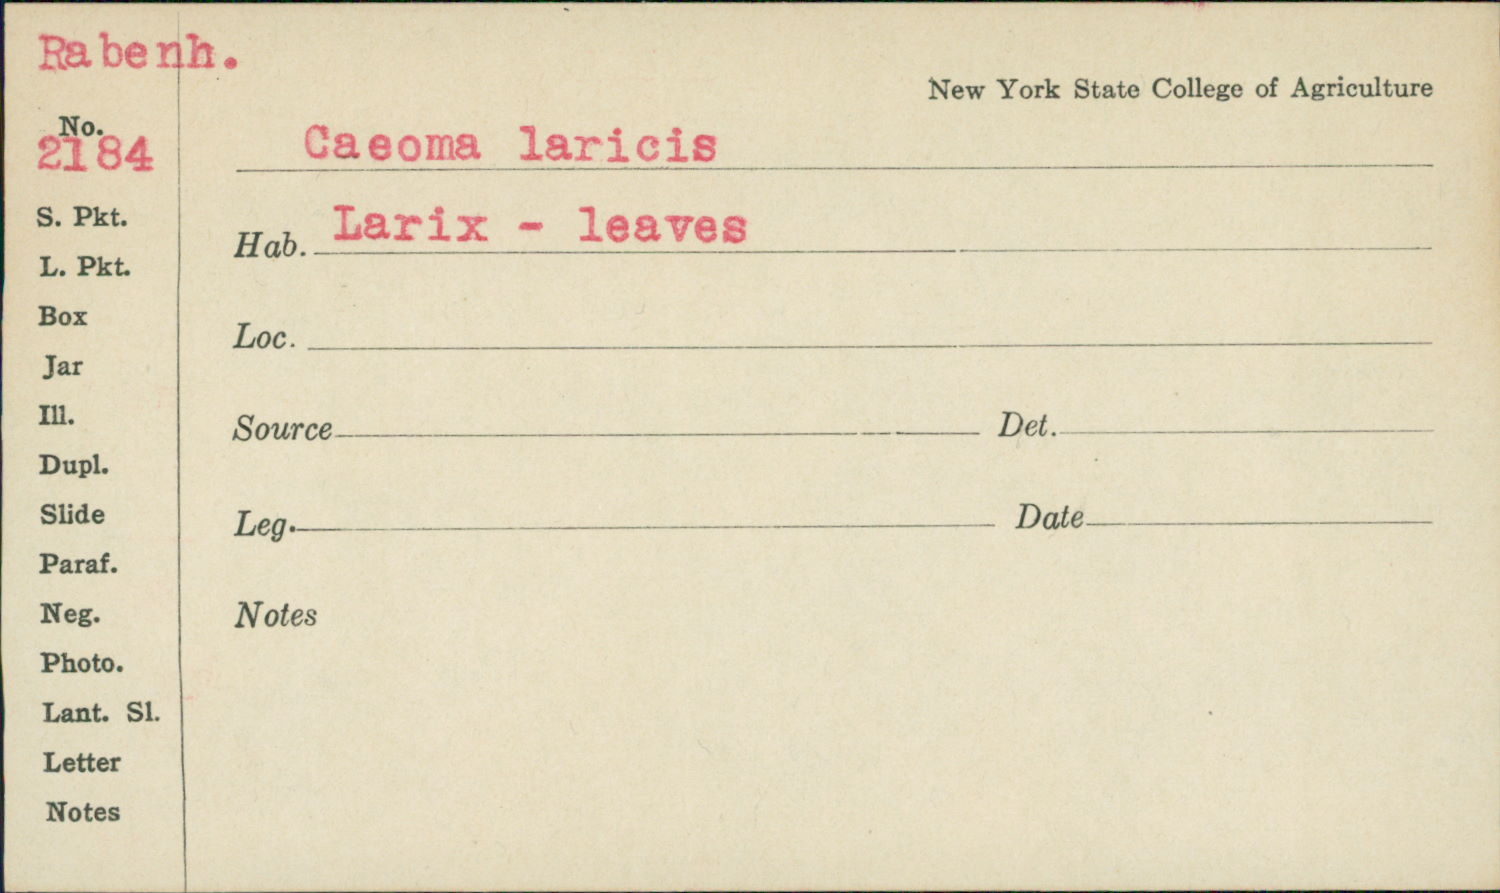 Rabenh.
New York State College of Agriculture
No.
2184
Caeoma laricis
Hab. Larix - leaves
Loc.
Source Det.
Leg. Date
Notes
S. Pkt.
L. Pkt.
Box
Jar
Ill.
Dupl.
Slide
Paraf.
Neg.
Photo.
Lant. Sl.
Letter
Notes